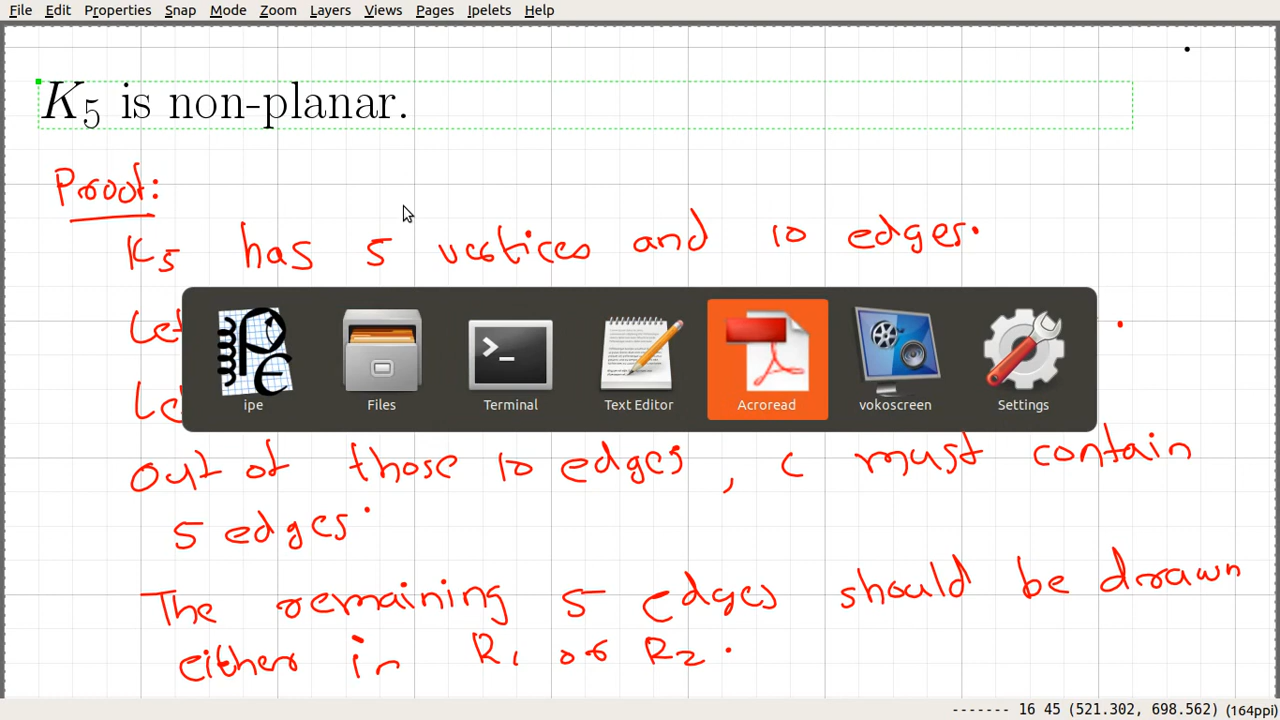 File Edit Properties Snap Mode Zoom Layers Views Pages Ipelets Help
K5 is non-planar.
Proof:
K5 has 5 vertices and 10 edges.
Let
ipe Files Terminal Text Editor Acroread vokoscreen Settings
Out of those 10 edges, C must contain
5 edges.
The remaining 5 edges should be drawn
either in R1 or R2.
------- 16 45 (521.302, 698.562) (164ppi)